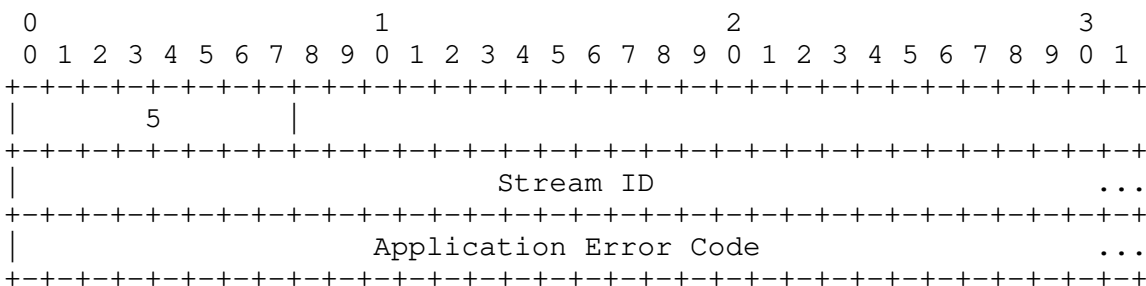 0                   1                   2                   3
 0 1 2 3 4 5 6 7 8 9 0 1 2 3 4 5 6 7 8 9 0 1 2 3 4 5 6 7 8 9 0 1
+-+-+-+-+-+-+-+-+-+-+-+-+-+-+-+-+-+-+-+-+-+-+-+-+-+-+-+-+-+-+-+-+
|       5       |
+-+-+-+-+-+-+-+-+-+-+-+-+-+-+-+-+-+-+-+-+-+-+-+-+-+-+-+-+-+-+-+-+
|                           Stream ID                         ...
+-+-+-+-+-+-+-+-+-+-+-+-+-+-+-+-+-+-+-+-+-+-+-+-+-+-+-+-+-+-+-+-+
|                    Application Error Code                   ...
+-+-+-+-+-+-+-+-+-+-+-+-+-+-+-+-+-+-+-+-+-+-+-+-+-+-+-+-+-+-+-+-+